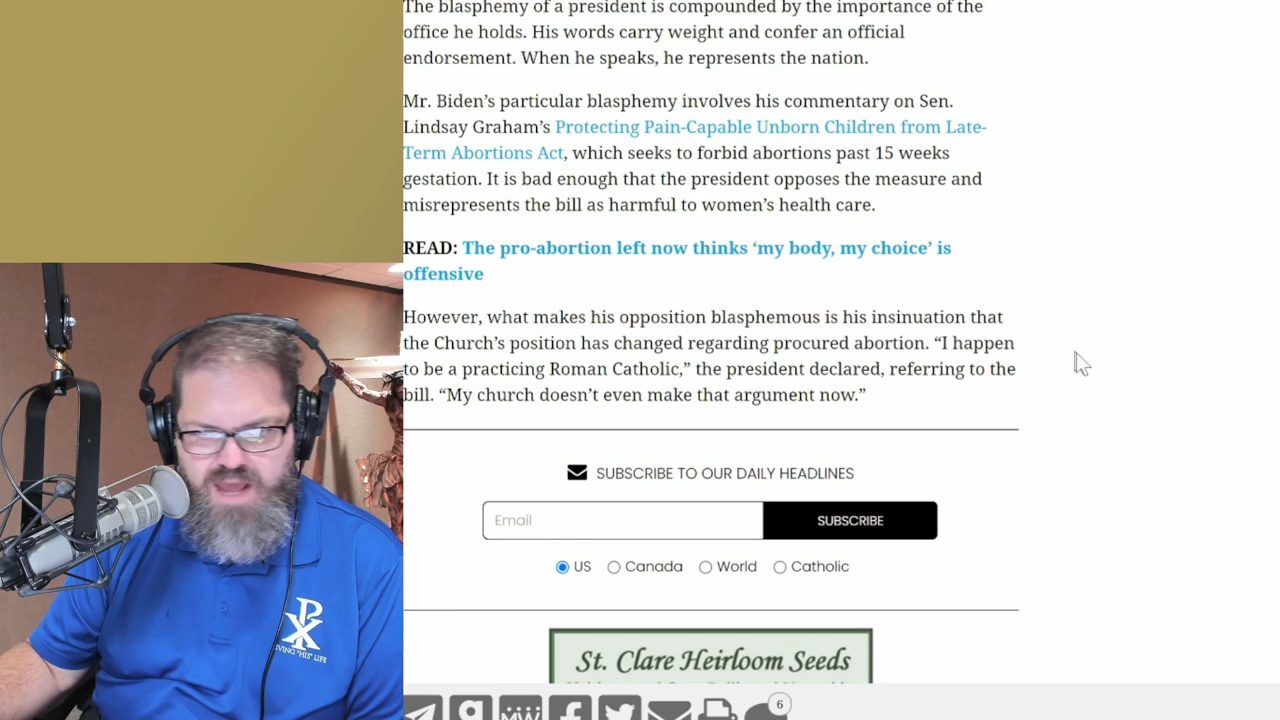 The blasphemy of a president is compounded by the importance of the
office he holds. His words carry weight and confer an official
endorsement. When he speaks, he represents the nation.
Mr. Biden’s particular blasphemy involves his commentary on Sen.
Lindsay Graham’s Protecting Pain-Capable Unborn Children from Late-
Term Abortions Act, which seeks to forbid abortions past 15 weeks
gestation. It is bad enough that the president opposes the measure and
misrepresents the bill as harmful to women’s health care.
READ: The pro-abortion left now thinks ‘my body, my choice’ is
offensive
However, what makes his opposition blasphemous is his insinuation that
the Church’s position has changed regarding procured abortion. “I happen
to be a practicing Roman Catholic,” the president declared, referring to the
bill. “My church doesn’t even make that argument now.”
SUBSCRIBE TO OUR DAILY HEADLINES
Email
SUBSCRIBE
US Canada World Catholic
St. Clare Heirloom Seeds
MW
6
LIVING "HIS" LIFE